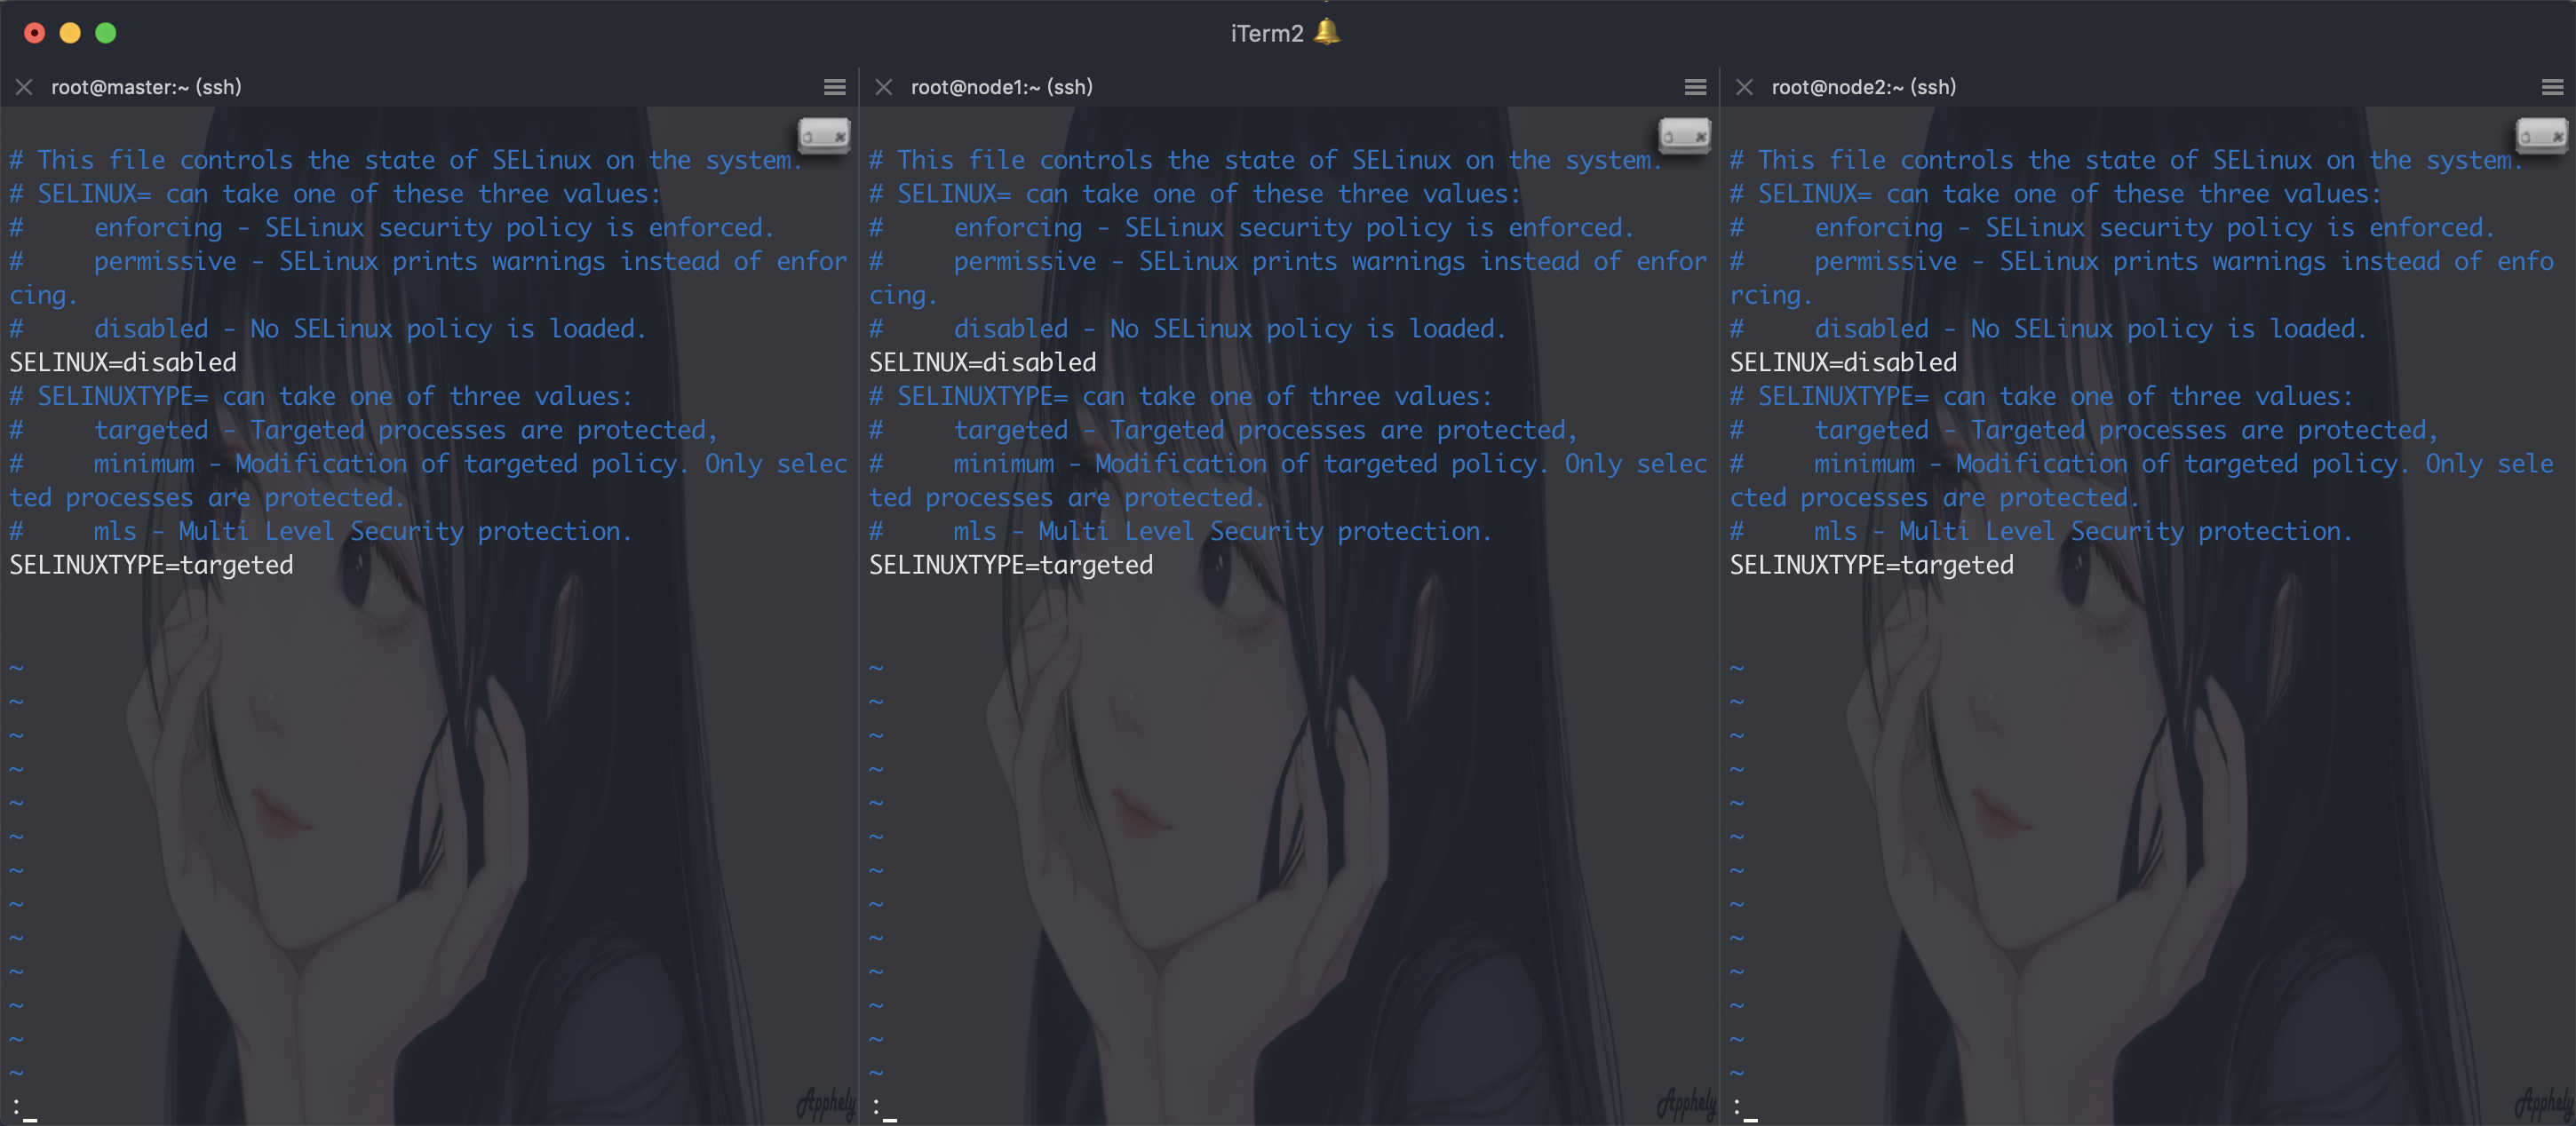 iTerm2 🔔
root@master:~ (ssh)
# This file controls the state of SELinux on the system.
# SELINUX= can take one of these three values:
#     enforcing - SELinux security policy is enforced.
#     permissive - SELinux prints warnings instead of enfor
cing.
#     disabled - No SELinux policy is loaded.
SELINUX=disabled
# SELINUXTYPE= can take one of three values:
#     targeted - Targeted processes are protected,
#     minimum - Modification of targeted policy. Only selec
ted processes are protected.
#     mls - Multi Level Security protection.
SELINUXTYPE=targeted
~
~
~
~
~
~
~
~
~
~
~
~
~
:_
Apphely
root@node1:~ (ssh)
# This file controls the state of SELinux on the system.
# SELINUX= can take one of these three values:
#     enforcing - SELinux security policy is enforced.
#     permissive - SELinux prints warnings instead of enfor
cing.
#     disabled - No SELinux policy is loaded.
SELINUX=disabled
# SELINUXTYPE= can take one of three values:
#     targeted - Targeted processes are protected,
#     minimum - Modification of targeted policy. Only selec
ted processes are protected.
#     mls - Multi Level Security protection.
SELINUXTYPE=targeted
~
~
~
~
~
~
~
~
~
~
~
~
~
:_
Apphely
root@node2:~ (ssh)
# This file controls the state of SELinux on the system.
# SELINUX= can take one of these three values:
#     enforcing - SELinux security policy is enforced.
#     permissive - SELinux prints warnings instead of enfo
rcing.
#     disabled - No SELinux policy is loaded.
SELINUX=disabled
# SELINUXTYPE= can take one of three values:
#     targeted - Targeted processes are protected,
#     minimum - Modification of targeted policy. Only sele
cted processes are protected.
#     mls - Multi Level Security protection.
SELINUXTYPE=targeted
~
~
~
~
~
~
~
~
~
~
~
~
~
:_
Apphely